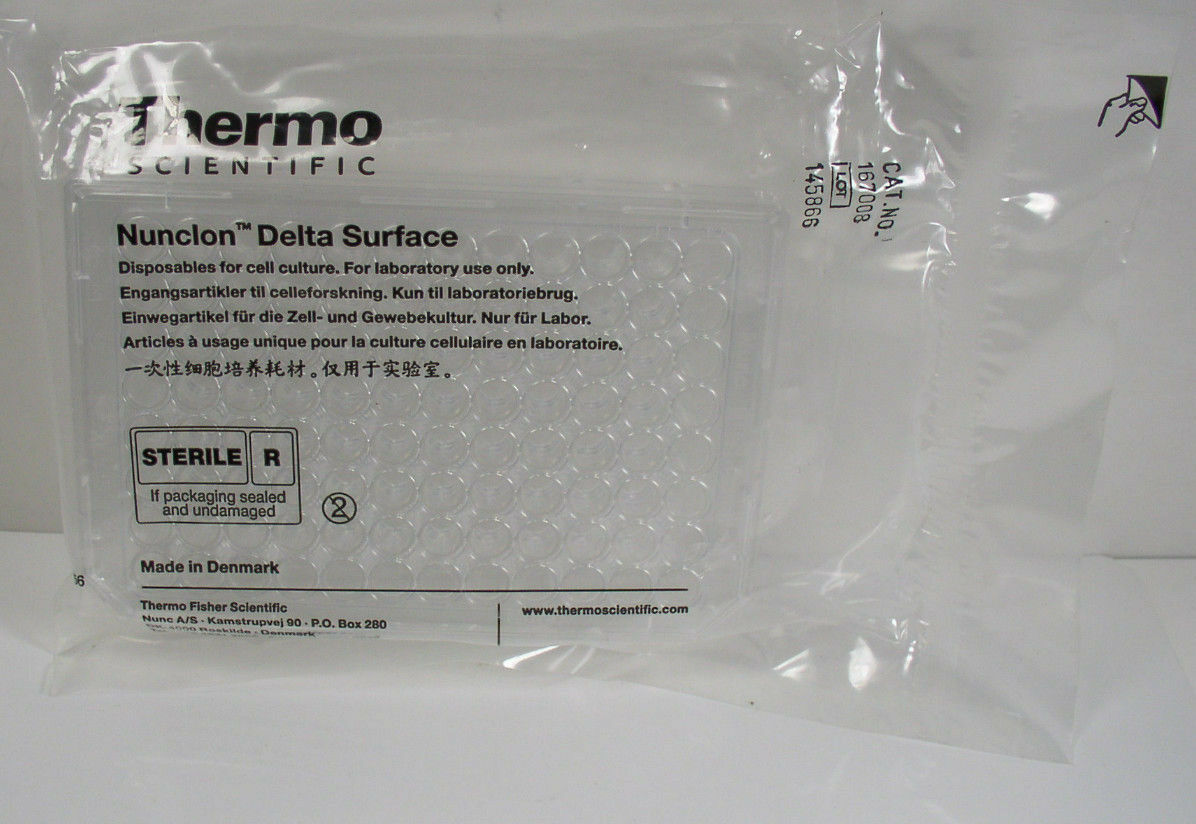 Thermo
SCIENTIFIC
Nunclon™ Delta Surface
Disposables for cell culture. For laboratory use only.
Engangsartikler til celleforskning. Kun til laboratoriebrug.
Einwegartikel für die Zell- und Gewebekultur. Nur für Labor.
Articles à usage unique pour la culture cellulaire en laboratoire.
一次性细胞培养耗材。仅用于实验室。
STERILE R
If packaging sealed
and undamaged
2
Made in Denmark
Thermo Fisher Scientific
Nunc A/S · Kamstrupvej 90 · P.O. Box 280
Roskilde · Denmark
www.thermoscientific.com
CAT.NO.
167008
LOT
145866